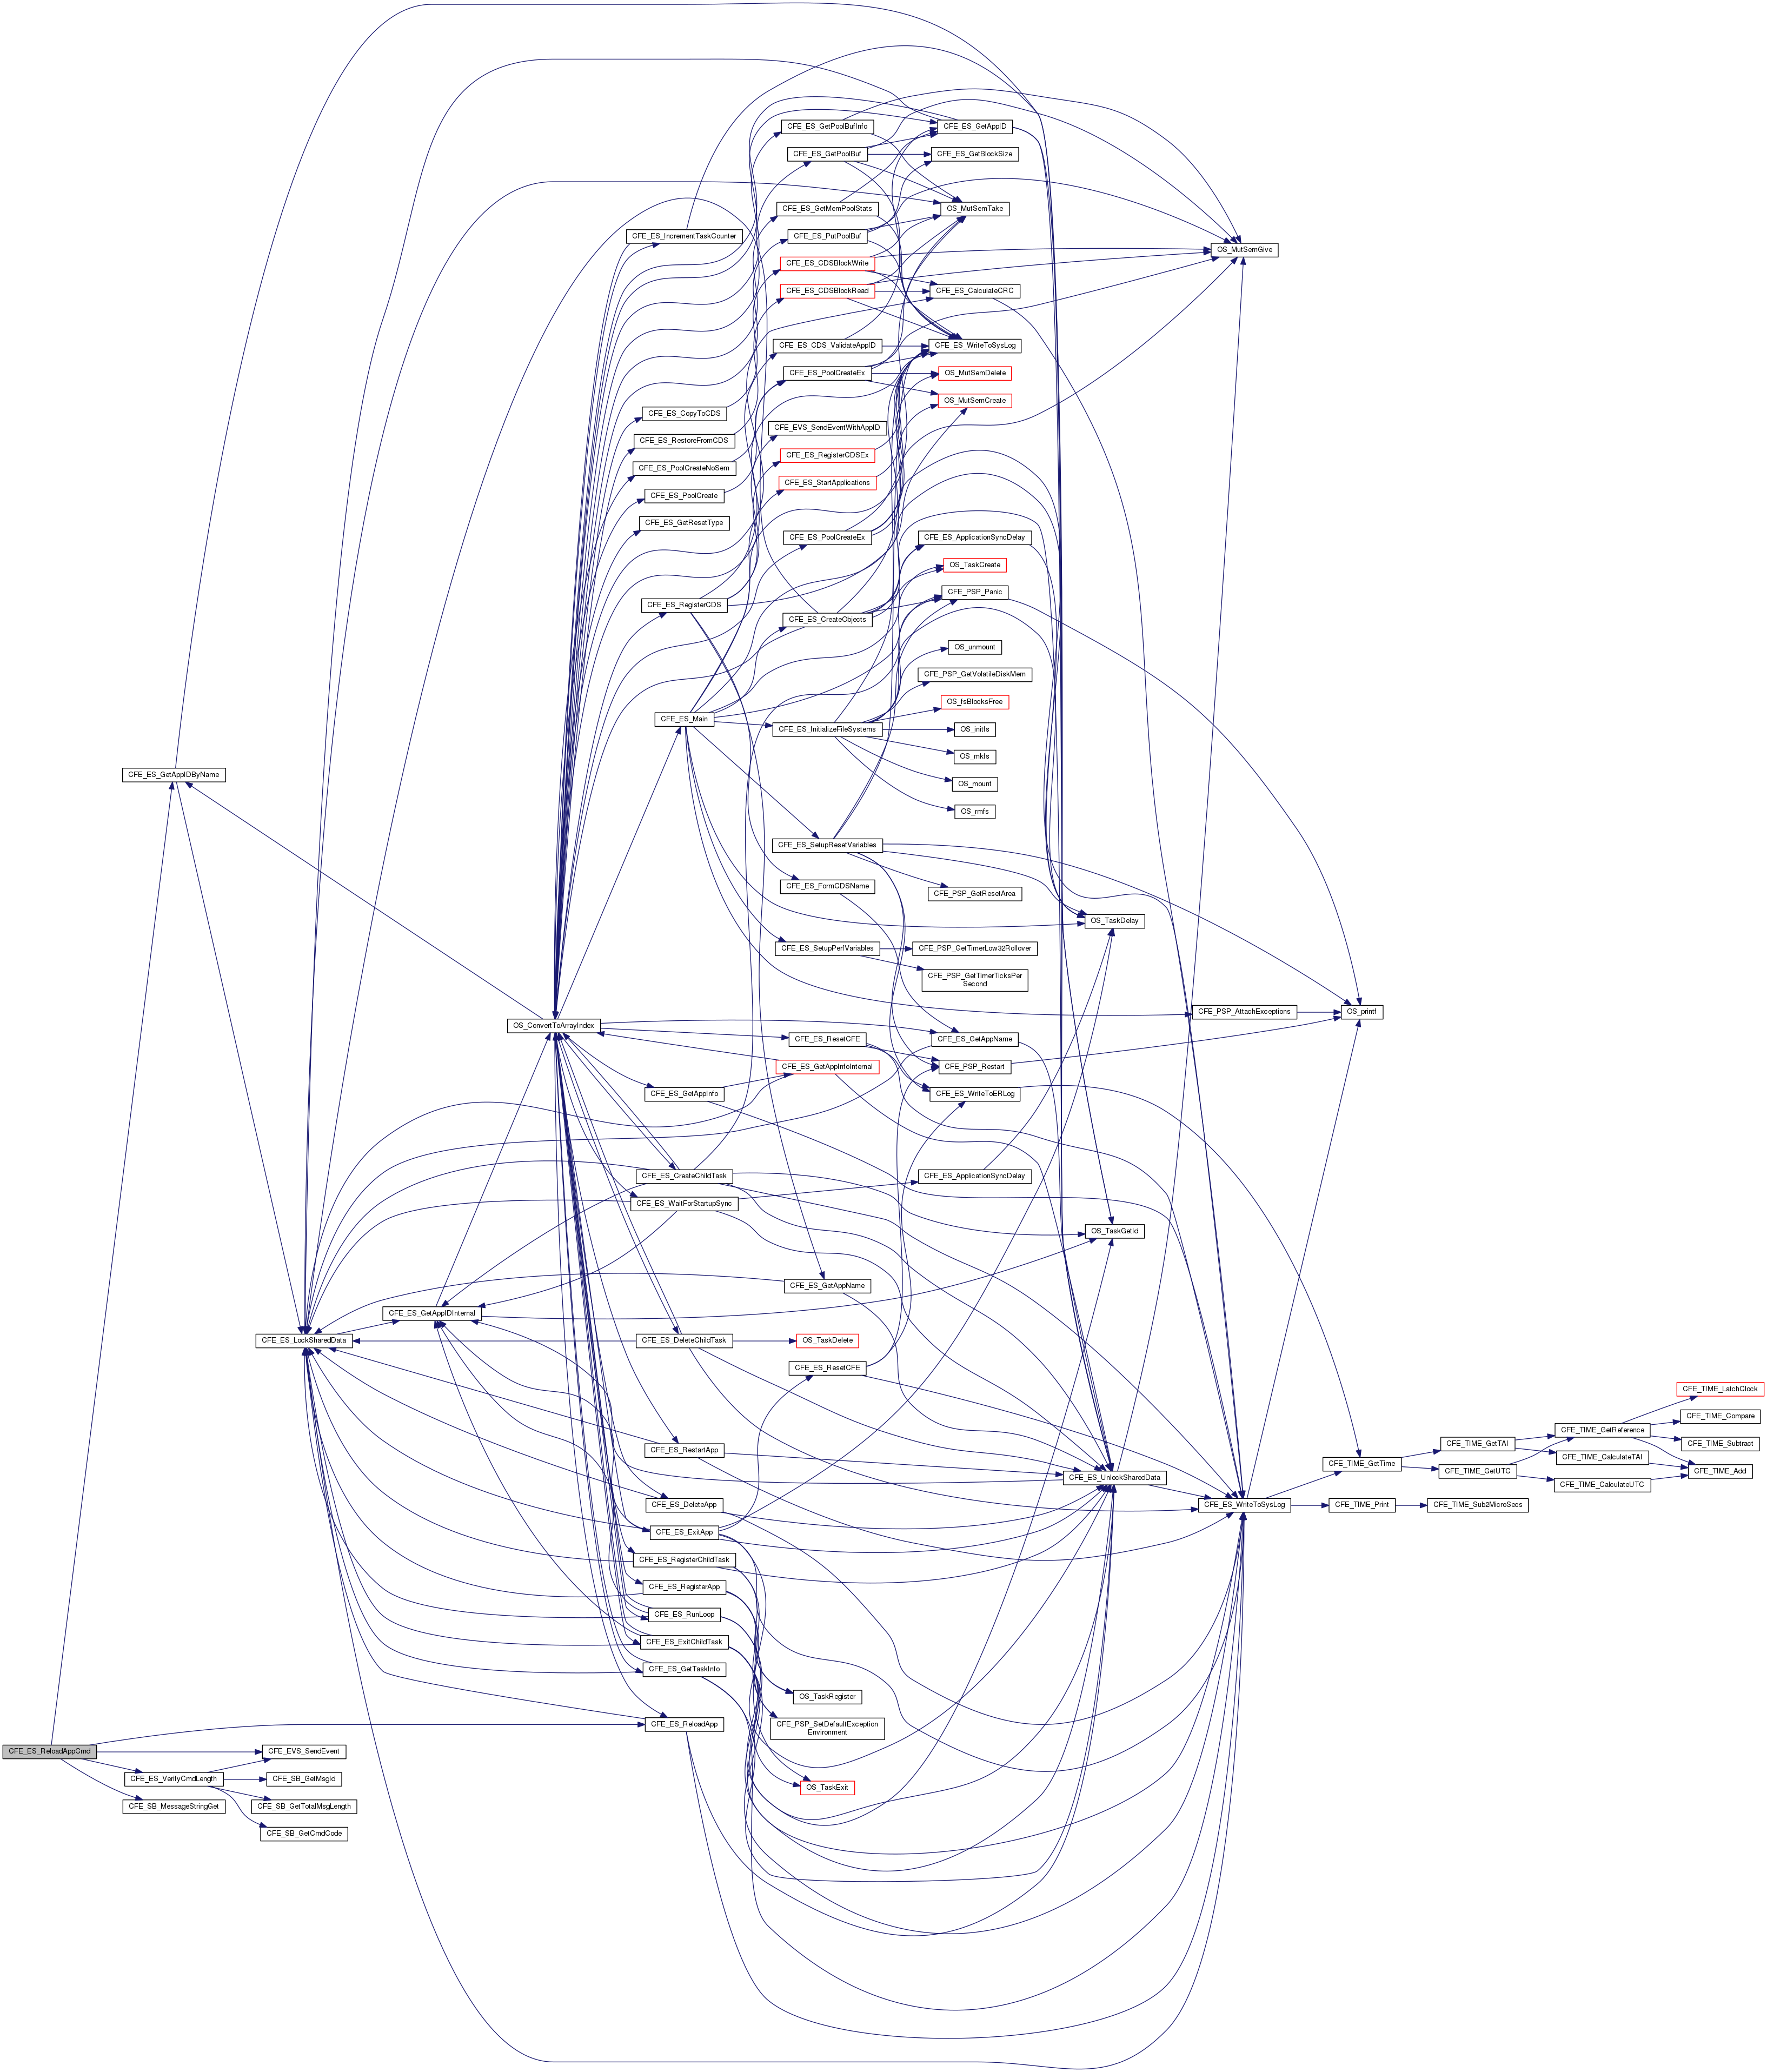 CFE_ES_GetPoolBufInfo
CFE_ES_GetAppID
CFE_ES_GetPoolBuf
CFE_ES_GetBlockSize
CFE_ES_GetMemPoolStats
OS_MutSemTake
CFE_ES_IncrementTaskCounter
CFE_ES_PutPoolBuf
OS_MutSemGive
CFE_ES_CDSBlockWrite
CFE_ES_CDSBlockRead
CFE_ES_CalculateCRC
CFE_ES_CDS_ValidateAppID
CFE_ES_WriteToSysLog
CFE_ES_PoolCreateEx
OS_MutSemDelete
OS_MutSemCreate
CFE_ES_CopyToCDS
CFE_EVS_SendEventWithAppID
CFE_ES_RestoreFromCDS
CFE_ES_RegisterCDSEx
CFE_ES_PoolCreateNoSem
CFE_ES_StartApplications
CFE_ES_PoolCreate
CFE_ES_GetResetType
CFE_ES_PoolCreateEx
CFE_ES_ApplicationSyncDelay
OS_TaskCreate
CFE_PSP_Panic
CFE_ES_RegisterCDS
CFE_ES_CreateObjects
OS_unmount
CFE_PSP_GetVolatileDiskMem
OS_fsBlocksFree
CFE_ES_Main
CFE_ES_InitializeFileSystems
OS_initfs
OS_mkfs
CFE_ES_GetAppIDByName
OS_mount
OS_rmfs
CFE_ES_SetupResetVariables
CFE_ES_FormCDSName
CFE_PSP_GetResetArea
OS_TaskDelay
CFE_ES_SetupPerfVariables
CFE_PSP_GetTimerLow32Rollover
CFE_PSP_GetTimerTicksPer
Second
CFE_PSP_AttachExceptions
OS_printf
OS_ConvertToArrayIndex
CFE_ES_ResetCFE
CFE_ES_GetAppName
CFE_ES_GetAppInfoInternal
CFE_PSP_Restart
CFE_ES_GetAppInfo
CFE_ES_WriteToERLog
CFE_ES_CreateChildTask
CFE_ES_ApplicationSyncDelay
CFE_ES_WaitForStartupSync
OS_TaskGetId
CFE_ES_GetAppName
CFE_ES_GetAppIDInternal
CFE_ES_LockSharedData
CFE_ES_DeleteChildTask
OS_TaskDelete
CFE_ES_ResetCFE
CFE_TIME_LatchClock
CFE_TIME_Compare
CFE_TIME_GetReference
CFE_TIME_GetTAI
CFE_TIME_Subtract
CFE_ES_RestartApp
CFE_TIME_CalculateTAI
CFE_TIME_GetTime
CFE_TIME_GetUTC
CFE_TIME_Add
CFE_ES_UnlockSharedData
CFE_TIME_CalculateUTC
CFE_ES_DeleteApp
CFE_ES_WriteToSysLog
CFE_TIME_Print
CFE_TIME_Sub2MicroSecs
CFE_ES_ExitApp
CFE_ES_RegisterChildTask
CFE_ES_RegisterApp
CFE_ES_RunLoop
CFE_ES_ExitChildTask
CFE_ES_GetTaskInfo
OS_TaskRegister
CFE_ES_ReloadApp
CFE_PSP_SetDefaultException
Environment
CFE_ES_ReloadAppCmd
CFE_EVS_SendEvent
CFE_ES_VerifyCmdLength
CFE_SB_GetMsgId
OS_TaskExit
CFE_SB_MessageStringGet
CFE_SB_GetTotalMsgLength
CFE_SB_GetCmdCode